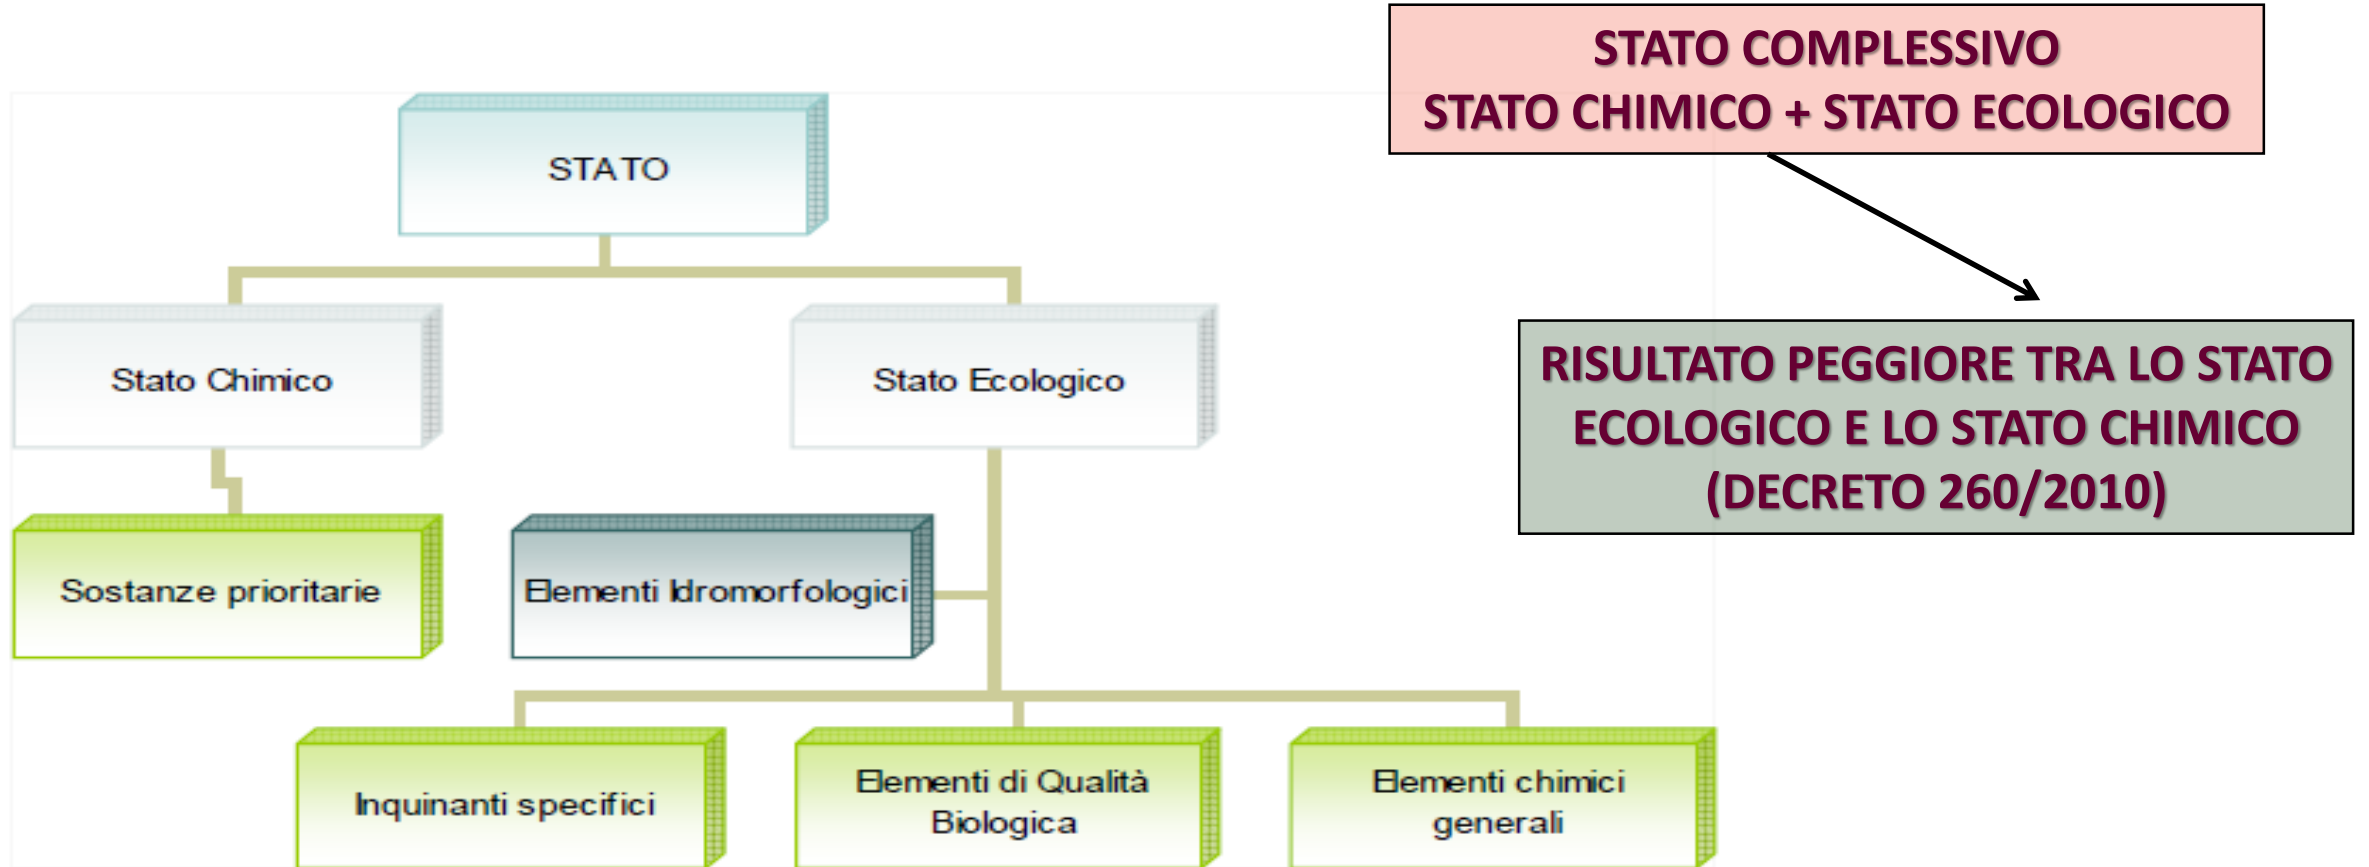 STATO COMPLESSIVO
STATO CHIMICO + STATO ECOLOGICO
STATO
Stato Chimico
Stato Ecologico
RISULTATO PEGGIORE TRA LO STATO
ECOLOGICO E LO STATO CHIMICO
(DECRETO 260/2010)
Sostanze prioritarie
Elementi Idromorfologici
Inquinanti specifici
Elementi di Qualità
Biologica
Elementi chimici
generali